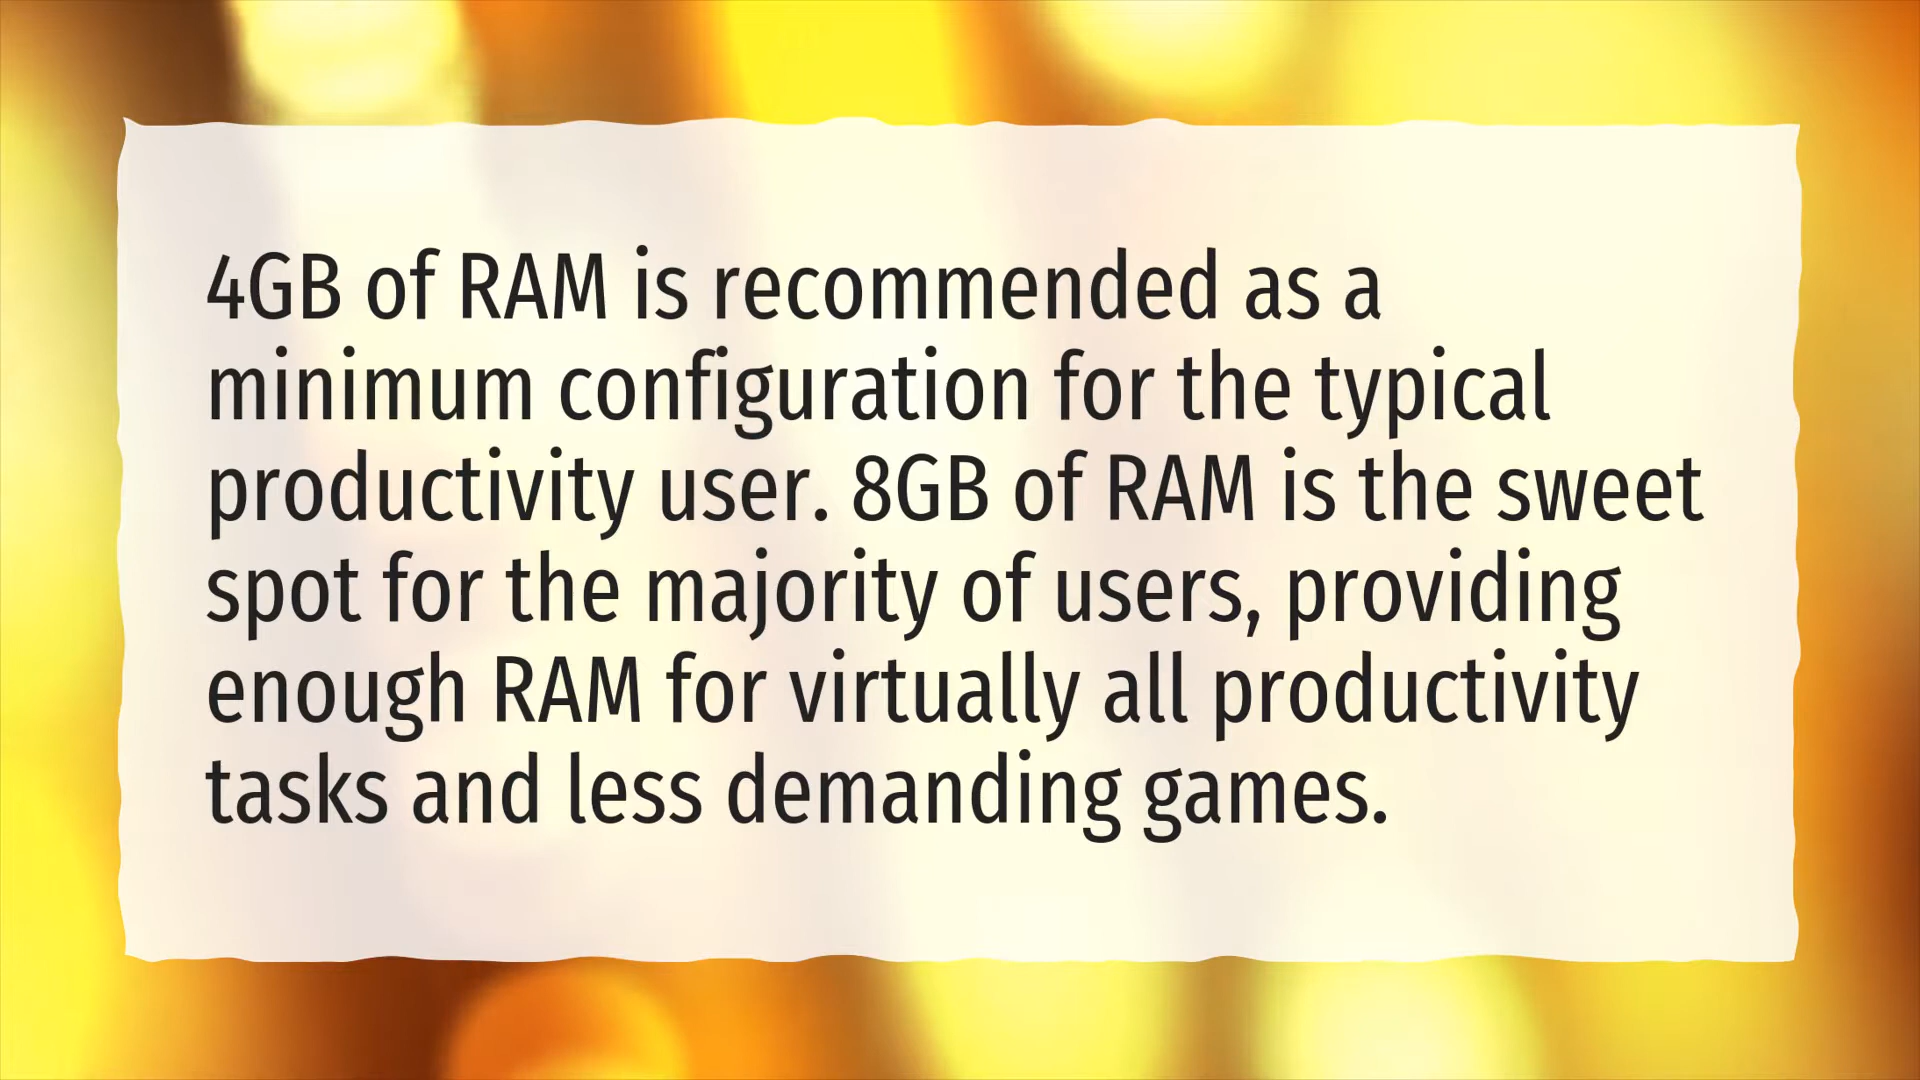 4GB of RAM is recommended as a
minimum configuration for the typical
productivity user. 8GB of RAM is the sweet
spot for the majority of users, providing
enough RAM for virtually all productivity
tasks and less demanding games.